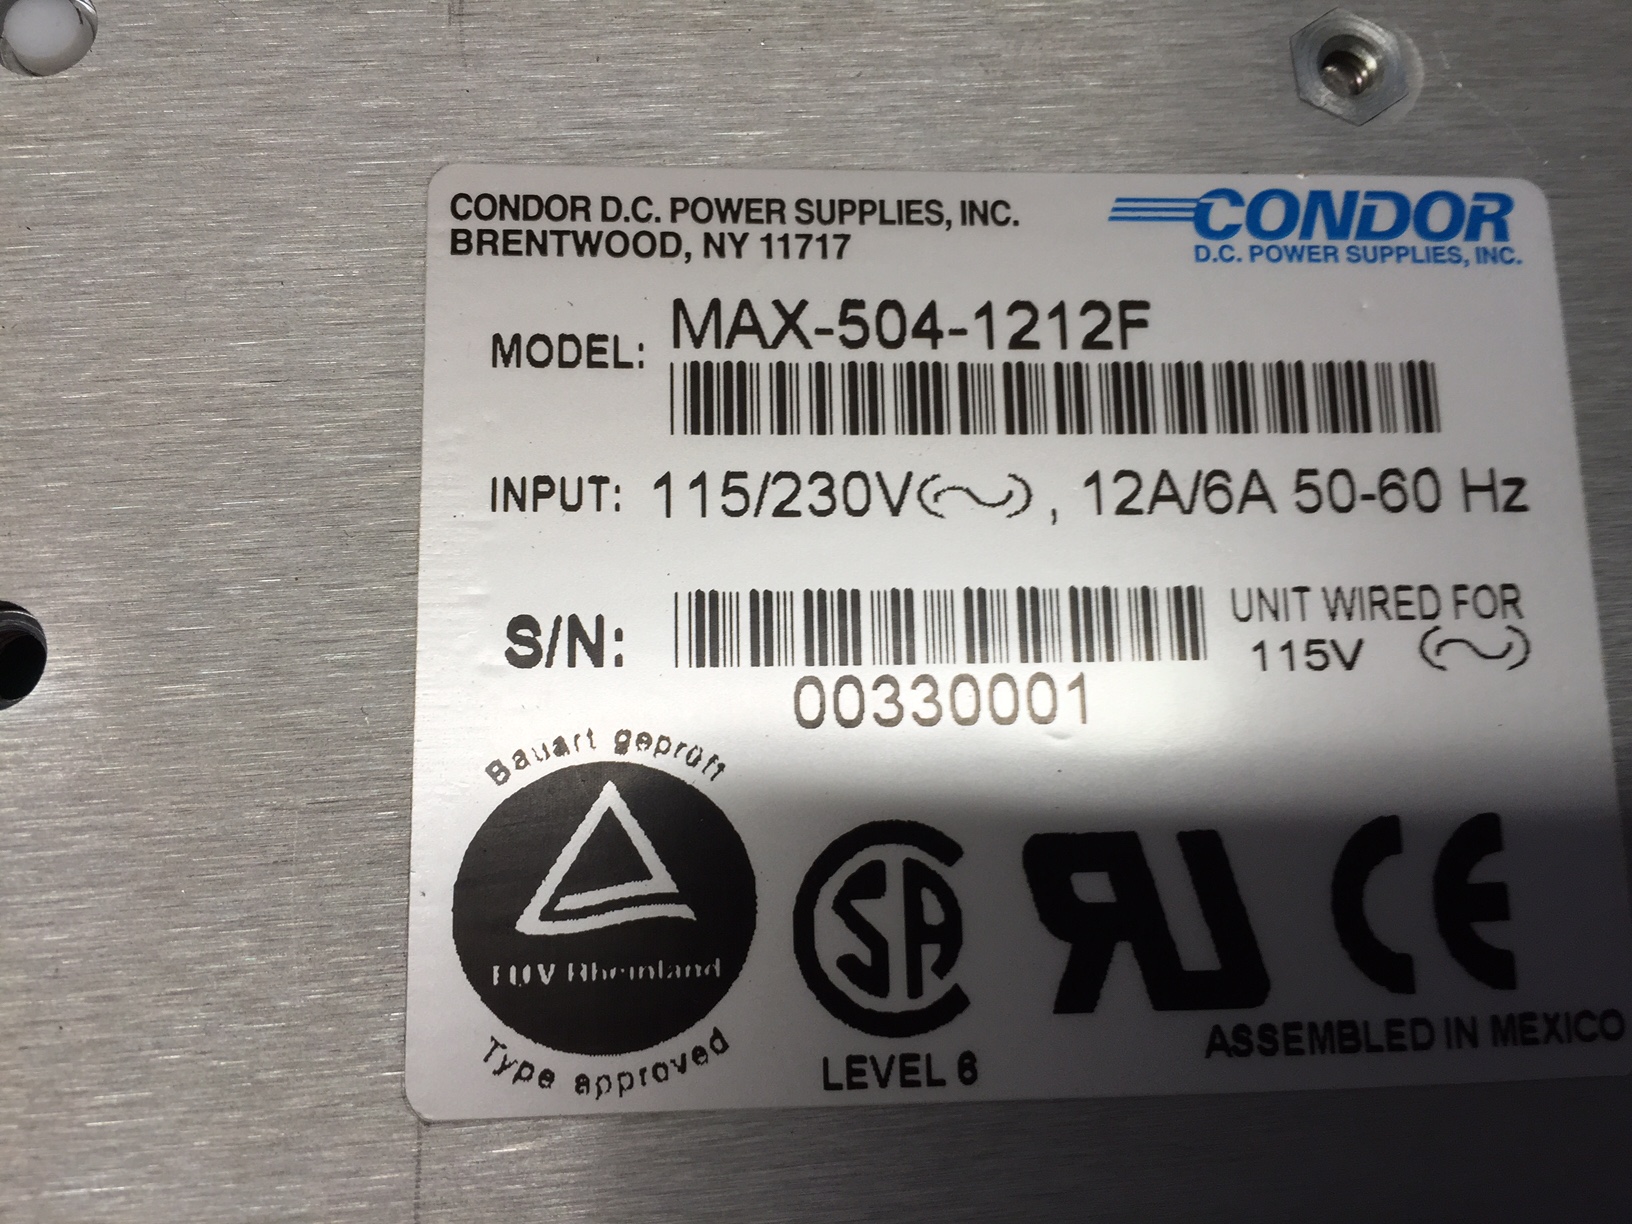 CONDOR D.C. POWER SUPPLIES, INC.
BRENTWOOD, NY 11717
CONDOR
D.C. POWER SUPPLIES, INC.
MODEL: MAX-504-1212F
INPUT: 115/230V(~), 12A/6A 50-60 Hz
S/N:
00330001
UNIT WIRED FOR
115V (~)
Bauart geprüft
TÜV Rheinland
Type approved
CSA
LEVEL 6
RU
CE
ASSEMBLED IN MEXICO